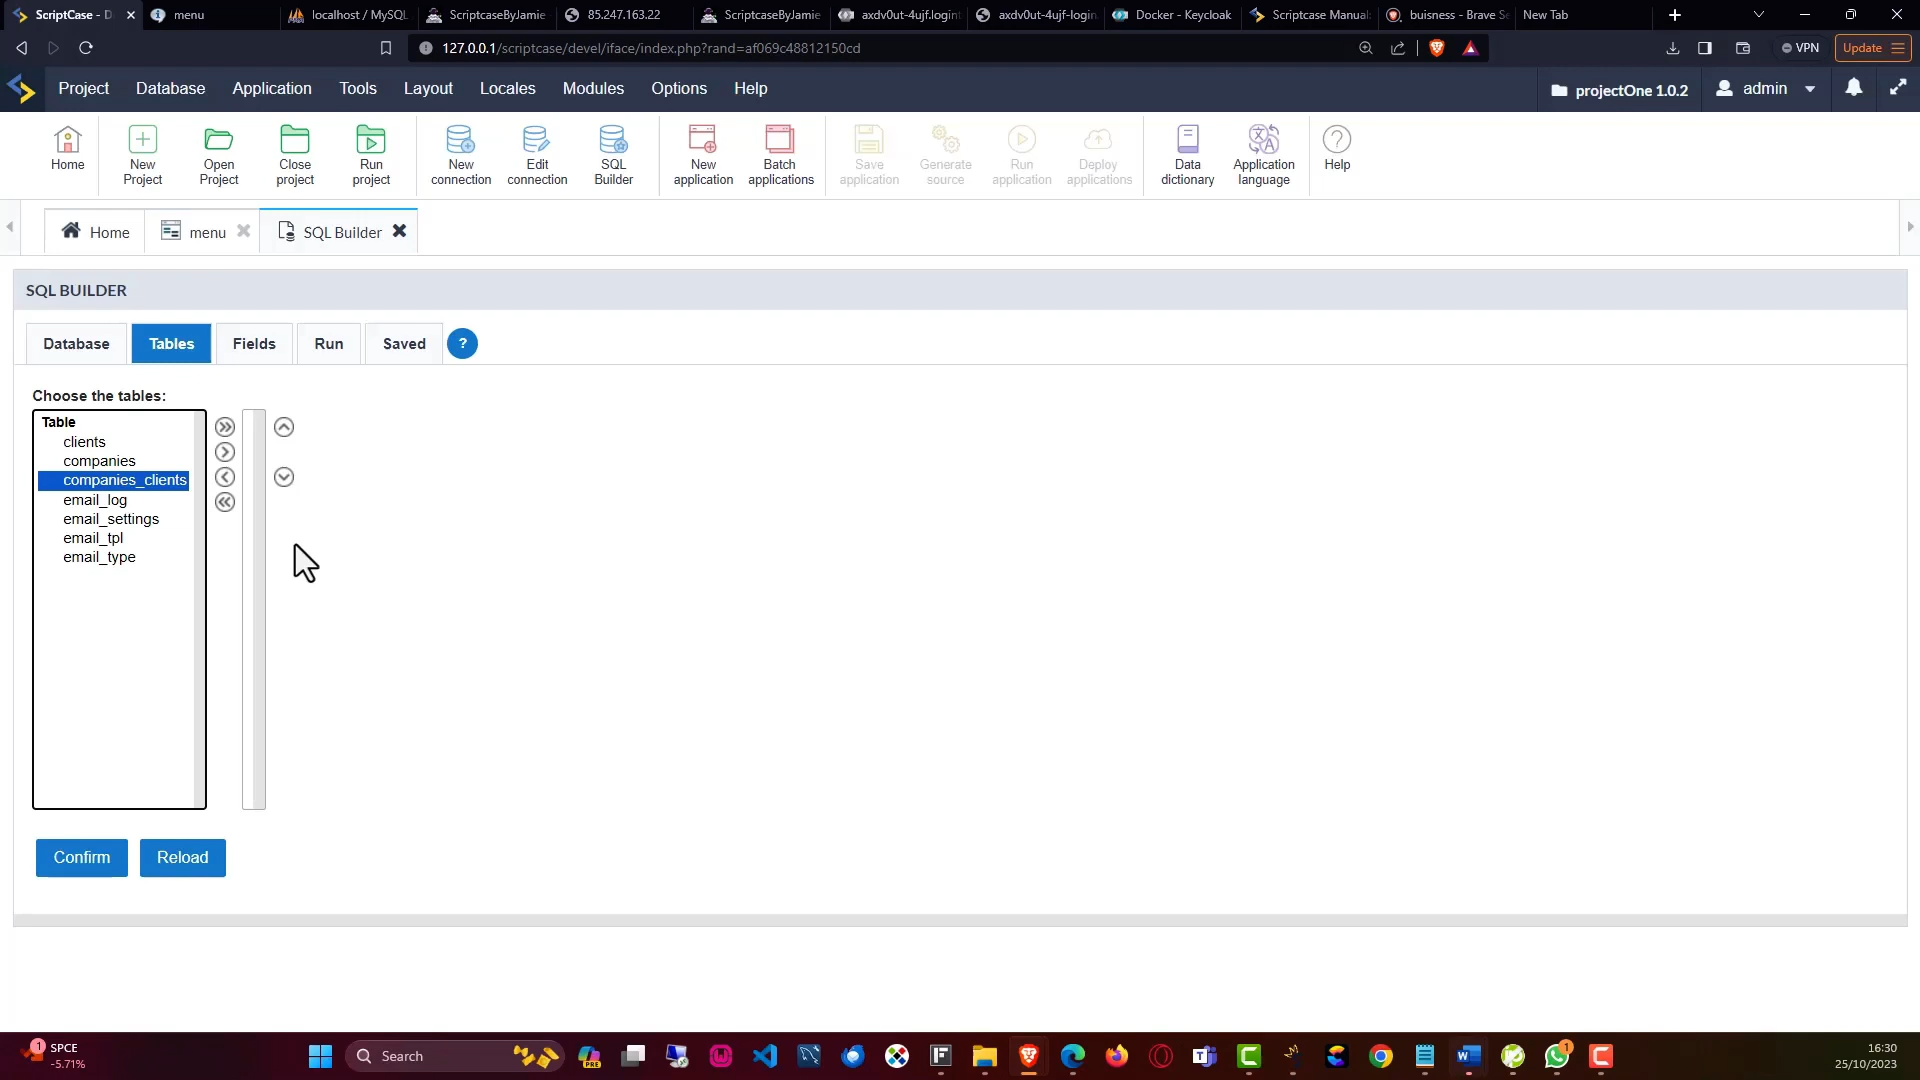 ScriptCase - D
menu
localhost / MySQL
ScriptcaseByJamie
85.247.163.22
ScriptcaseByJamie
axdv0ut-4ujf.logint
axdv0ut-4ujf-login.
Docker - Keycloak
Scriptcase Manual
buisness - Brave Se
New Tab
127.0.0.1/scriptcase/devel/iface/index.php?rand=af069c48812150cd
VPN
Update
Project
Database
Application
Tools
Layout
Locales
Modules
Options
Help
projectOne 1.0.2
admin
Home
New Project
Open Project
Close project
Run project
New connection
Edit connection
SQL Builder
New application
Batch applications
Save application
Generate source
Run application
Deploy applications
Data dictionary
Application language
Help
Home
menu
SQL Builder
SQL BUILDER
Database
Tables
Fields
Run
Saved
?
Choose the tables:
Table
clients
companies
companies_clients
email_log
email_settings
email_tpl
email_type
Confirm
Reload
1
SPCE
-5.71%
Search
PRE
1
16:30
25/10/2023